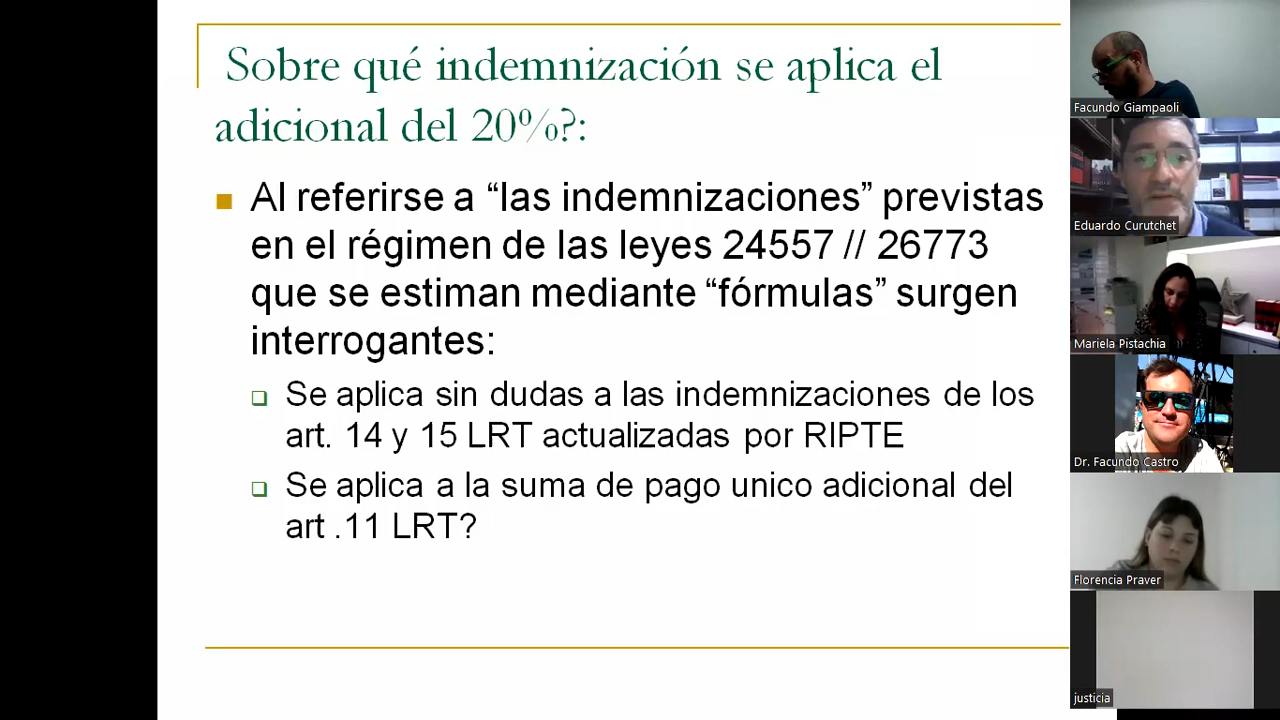 Sobre qué indemnización se aplica el
adicional del 20%?:
Al referirse a “las indemnizaciones” previstas
en el régimen de las leyes 24557 // 26773
que se estiman mediante “fórmulas” surgen
interrogantes:
Se aplica sin dudas a las indemnizaciones de los
art. 14 y 15 LRT actualizadas por RIPTE
Se aplica a la suma de pago unico adicional del
art .11 LRT?
Facundo Giampaoli
Eduardo Curutchet
Mariela Pistachia
Dr. Facundo Castro
Florencia Praver
justicia